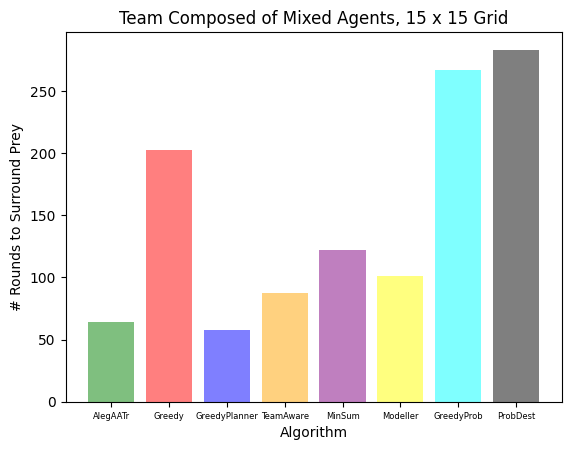 Team Composed of Mixed Agents, 15 x 15 Grid
# Rounds to Surround Prey
250
200
150
100
50
0
AlegAATr Greedy GreedyPlanner TeamAware MinSum Modeller GreedyProb ProbDest
Algorithm